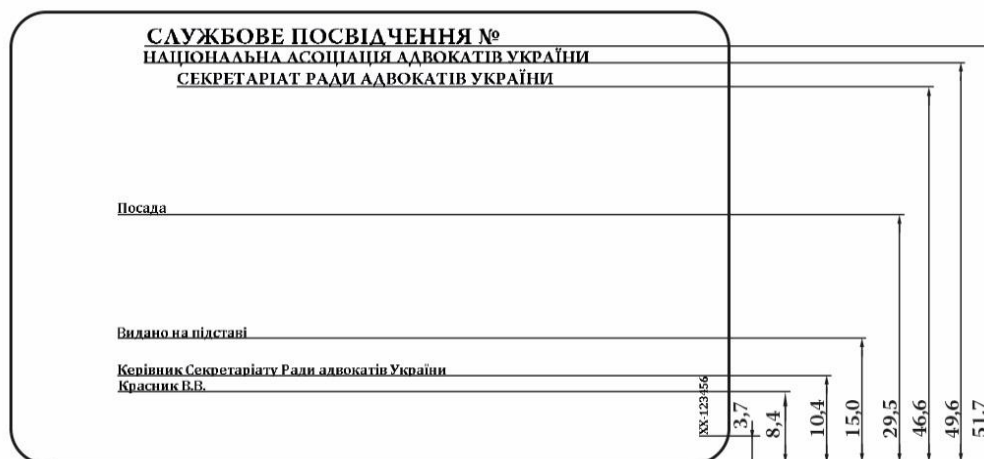 СЛУЖБОВЕ ПОСВІДЧЕННЯ №
НАЦІОНАЛЬНА АСОЦІАЦІЯ АДВОКАТІВ УКРАЇНИ
СЕКРЕТАРІАТ РАДИ АДВОКАТІВ УКРАЇНИ
Посада
Видано на підставі
Керівник Секретаріату Ради адвокатів України
Красник В.В.
ХХ-123456
3,7
8,4
10,4
15,0
29,5
46,6
49,6
51,7